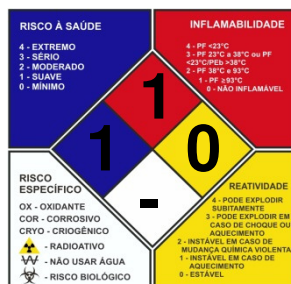 RISCO À SAÚDE
4 - EXTREMO
3 - SÉRIO
2 - MODERADO
1 - SUAVE
0 - MÍNIMO
INFLAMABILIDADE
4 - PF <23°C
3 - PF 23°C a 38°C ou PF
<23°C/PEb >38°C
2 - PF 38°C e 93°C
1 - PF ≥93°C
0 - NÃO INFLAMÁVEL
1
1
0
-
RISCO
ESPECÍFICO
OX - OXIDANTE
COR - CORROSIVO
CRYO - CRIOGÊNICO
- RADIOATIVO
W - NÃO USAR ÁGUA
- RISCO BIOLÓGICO
REATIVIDADE
4 - PODE EXPLODIR
SUBITAMENTE
3 - PODE EXPLODIR EM
CASO DE CHOQUE OU
AQUECIMENTO
2 - INSTÁVEL EM CASO DE
MUDANÇA QUÍMICA VIOLENTA
1 - INSTÁVEL EM CASO DE
AQUECIMENTO
0 - ESTÁVEL